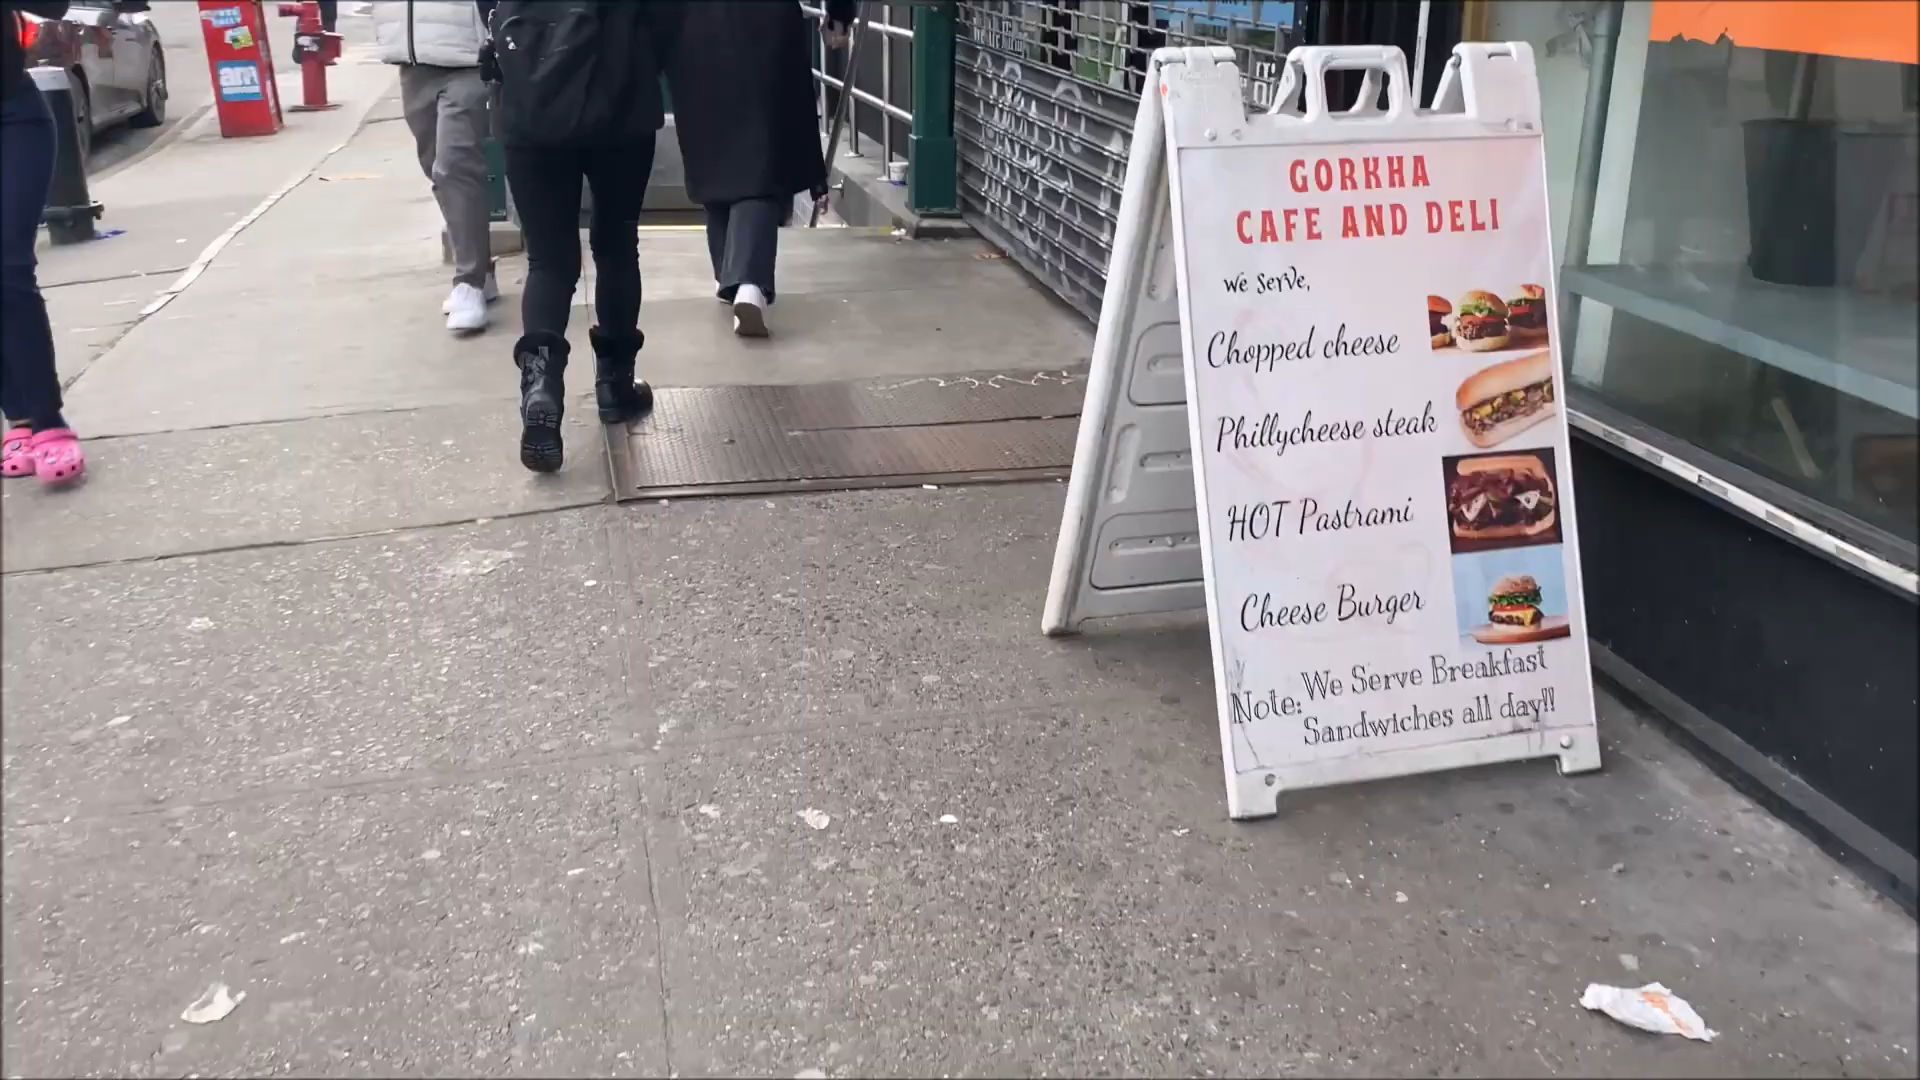 GORKHA
CAFE AND DELI
we serve,
Chopped cheese
Phillycheese steak
HOT Pastrami
Cheese Burger
Note: We Serve Breakfast
Sandwiches all day!!
am